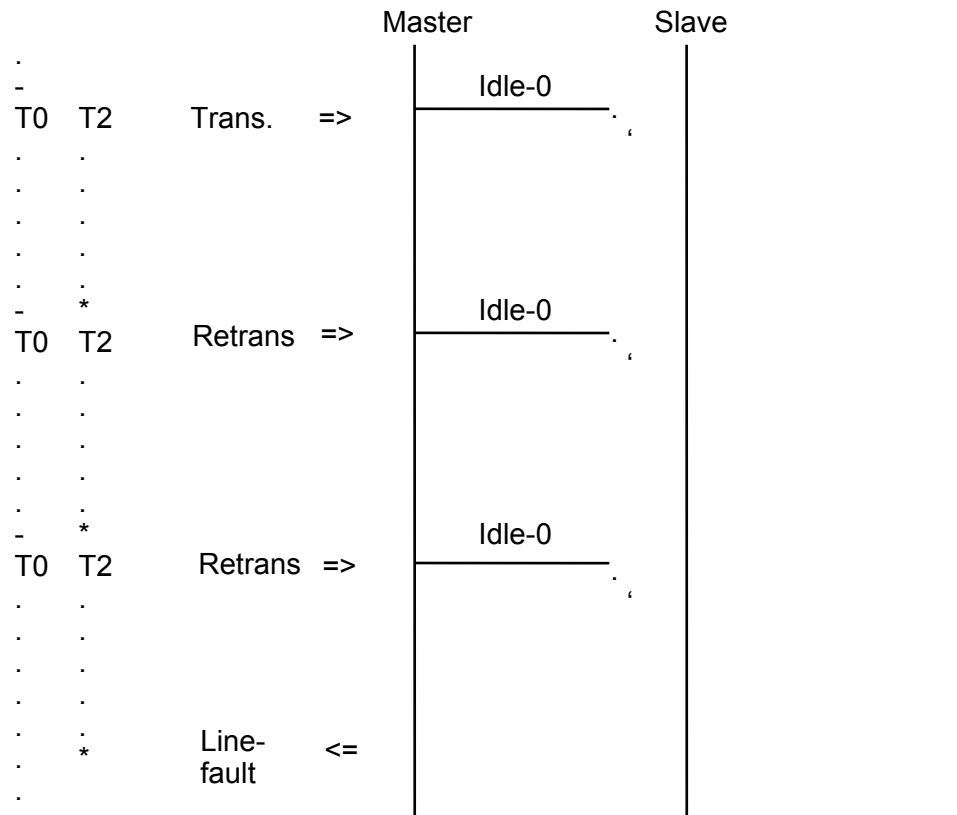 Master Slave
.
-
Idle-0
T0 T2 Trans. =>
. ‘
. .
. .
. .
. .
. .
- *
Idle-0
T0 T2 Retrans =>
. ‘
. .
. .
. .
. .
. .
- *
Idle-0
T0 T2 Retrans =>
. ‘
. .
. .
. .
. .
. .
* Line- <=
. fault
.